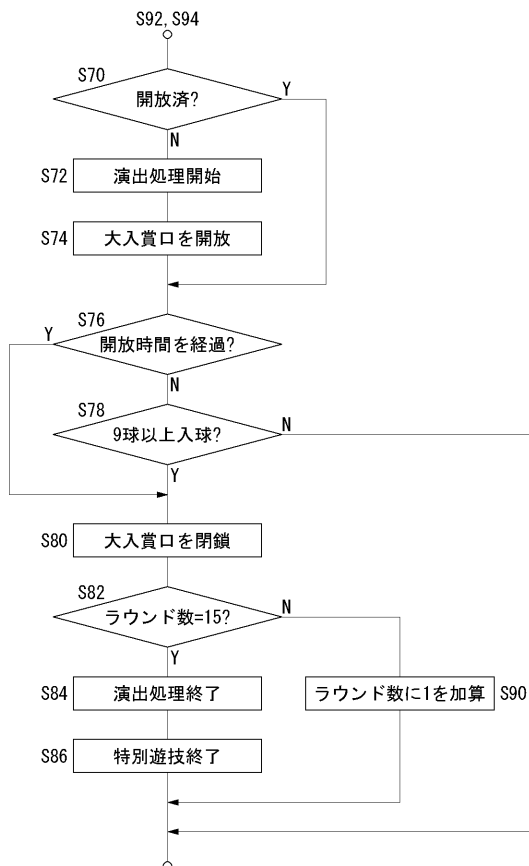 S92, S94
S70
開放済?
Y
N
S72
演出処理開始
S74
大入賞口を開放
S76
Y
開放時間を経過?
N
S78
9球以上入球?
N
Y
S80
大入賞口を閉鎖
S82
ラウンド数=15?
N
Y
S84
演出処理終了
ラウンド数に1を加算
S90
S86
特別遊技終了